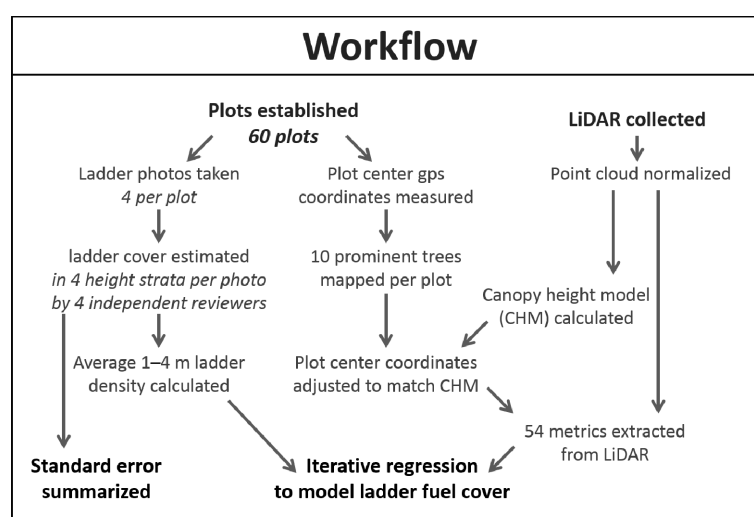 Workflow
Plots established
60 plots
LiDAR collected
Ladder photos taken
4 per plot
Plot center gps
coordinates measured
Point cloud normalized
ladder cover estimated
in 4 height strata per photo
by 4 independent reviewers
10 prominent trees
mapped per plot
Canopy height model
(CHM) calculated
Average 1–4 m ladder
density calculated
Plot center coordinates
adjusted to match CHM
54 metrics extracted
from LiDAR
Standard error
summarized
Iterative regression
to model ladder fuel cover